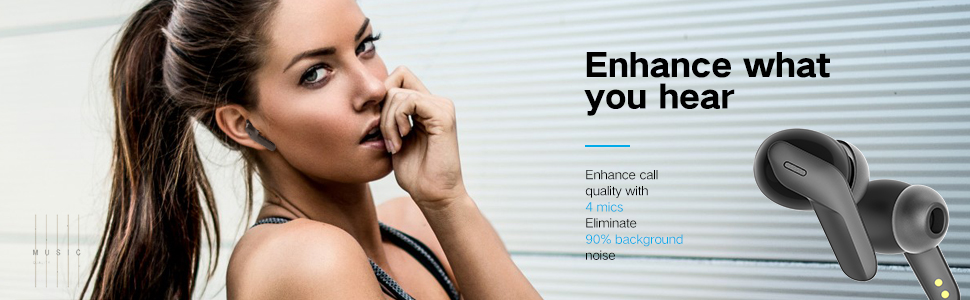 Enhance what
you hear
Enhance call
quality with
4 mics
Eliminate
90% background
noise
MUSIC